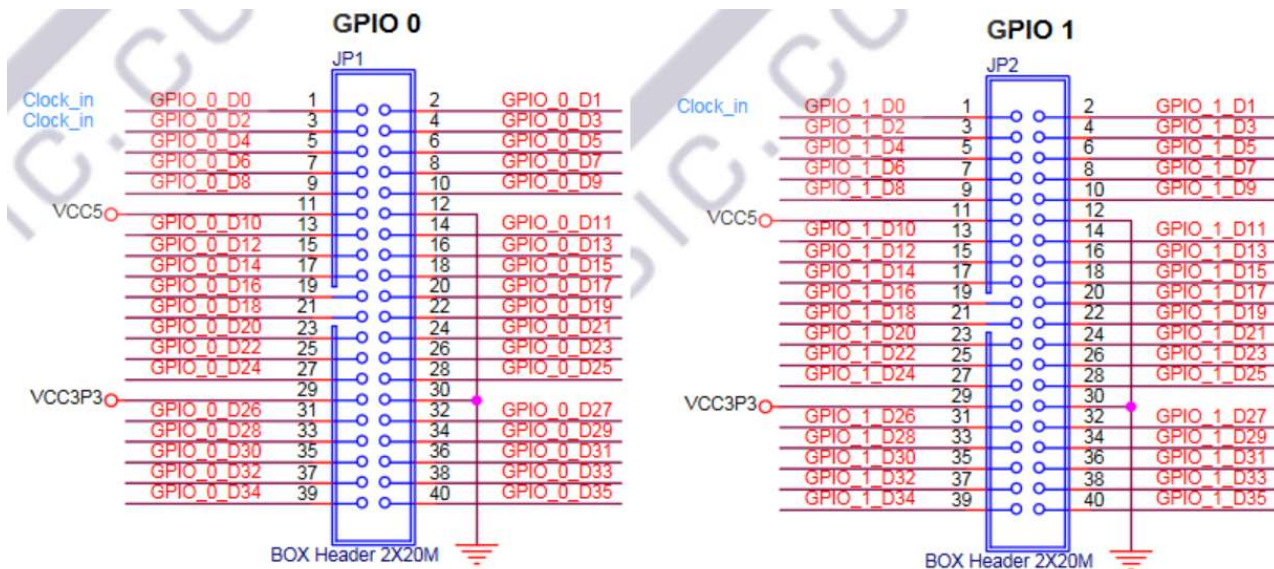 GPIO 0
JP1
Clock_in GPIO_0_D0 1 2 GPIO_0_D1
Clock_in GPIO_0_D2 3 4 GPIO_0_D3
GPIO_0_D4 5 6 GPIO_0_D5
GPIO_0_D6 7 8 GPIO_0_D7
GPIO_0_D8 9 10 GPIO_0_D9
VCC5 11 12
GPIO_0_D10 13 14 GPIO_0_D11
GPIO_0_D12 15 16 GPIO_0_D13
GPIO_0_D14 17 18 GPIO_0_D15
GPIO_0_D16 19 20 GPIO_0_D17
GPIO_0_D18 21 22 GPIO_0_D19
GPIO_0_D20 23 24 GPIO_0_D21
GPIO_0_D22 25 26 GPIO_0_D23
GPIO_0_D24 27 28 GPIO_0_D25
VCC3P3 29 30
GPIO_0_D26 31 32 GPIO_0_D27
GPIO_0_D28 33 34 GPIO_0_D29
GPIO_0_D30 35 36 GPIO_0_D31
GPIO_0_D32 37 38 GPIO_0_D33
GPIO_0_D34 39 40 GPIO_0_D35
BOX Header 2X20M
GPIO 1
JP2
Clock_in GPIO_1_D0 1 2 GPIO_1_D1
GPIO_1_D2 3 4 GPIO_1_D3
GPIO_1_D4 5 6 GPIO_1_D5
GPIO_1_D6 7 8 GPIO_1_D7
GPIO_1_D8 9 10 GPIO_1_D9
VCC5 11 12
GPIO_1_D10 13 14 GPIO_1_D11
GPIO_1_D12 15 16 GPIO_1_D13
GPIO_1_D14 17 18 GPIO_1_D15
GPIO_1_D16 19 20 GPIO_1_D17
GPIO_1_D18 21 22 GPIO_1_D19
GPIO_1_D20 23 24 GPIO_1_D21
GPIO_1_D22 25 26 GPIO_1_D23
GPIO_1_D24 27 28 GPIO_1_D25
VCC3P3 29 30
GPIO_1_D26 31 32 GPIO_1_D27
GPIO_1_D28 33 34 GPIO_1_D29
GPIO_1_D30 35 36 GPIO_1_D31
GPIO_1_D32 37 38 GPIO_1_D33
GPIO_1_D34 39 40 GPIO_1_D35
BOX Header 2X20M